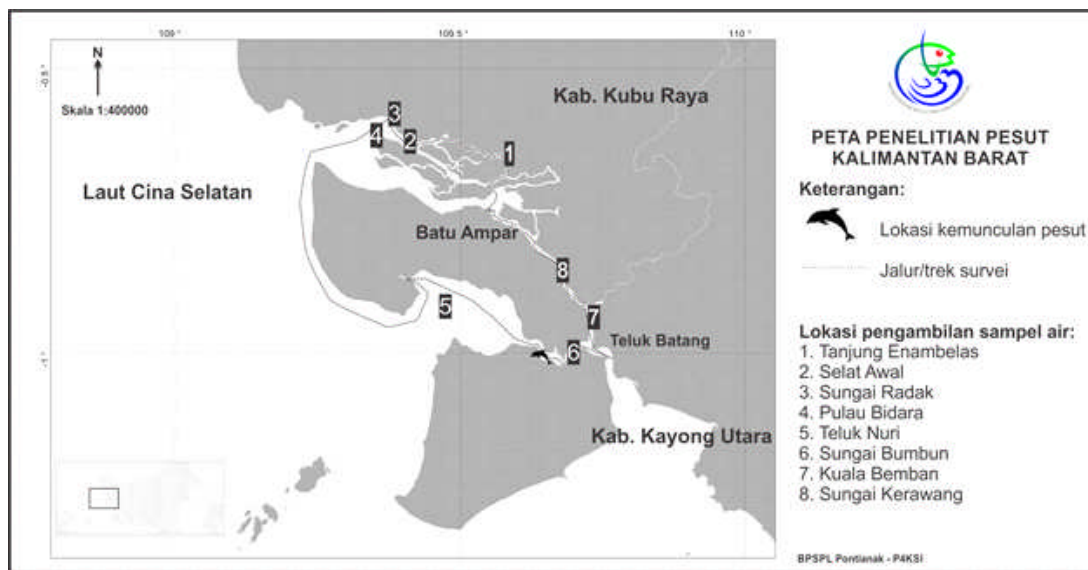 109 °
109.5 °
110 °
N
Skala 1:400000
-0.5 °
-1 °
Kab. Kubu Raya
Laut Cina Selatan
Batu Ampar
Teluk Batang
Kab. Kayong Utara
3
4
2
1
8
5
7
6
PETA PENELITIAN PESUT
KALIMANTAN BARAT
Keterangan:
Lokasi kemunculan pesut
Jalur/trek survei
Lokasi pengambilan sampel air:
1. Tanjung Enambelas
2. Selat Awal
3. Sungai Radak
4. Pulau Bidara
5. Teluk Nuri
6. Sungai Bumbun
7. Kuala Bemban
8. Sungai Kerawang
BPSPL Pontianak - P4KSI